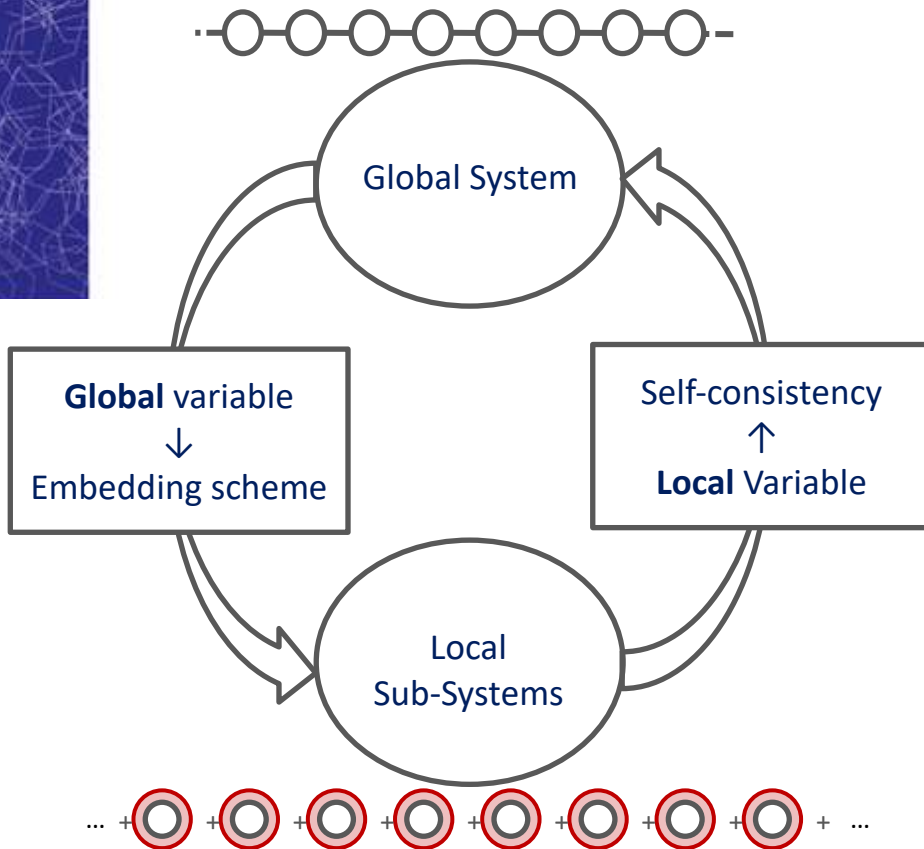 Global System
Global variable
↓
Embedding scheme
Self-consistency
↑
Local Variable
Local
Sub-Systems
... + + + + + + + + + ...